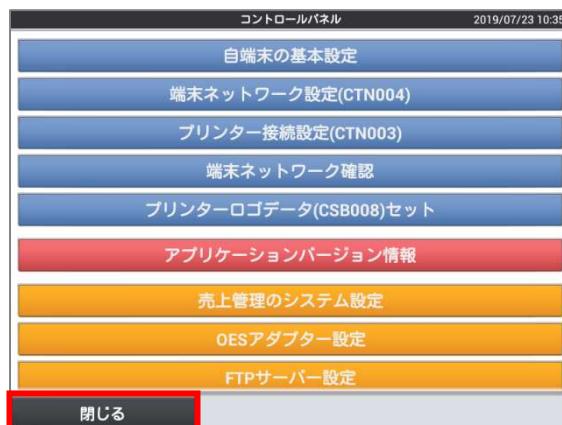 コントロールパネル 2019/07/23 10:35
自端末の基本設定
端末ネットワーク設定(CTN004)
プリンター接続設定(CTN003)
端末ネットワーク確認
プリンターロゴデータ(CSB008)セット
アプリケーションバージョン情報
売上管理のシステム設定
OESアダプター設定
FTPサーバー設定
閉じる